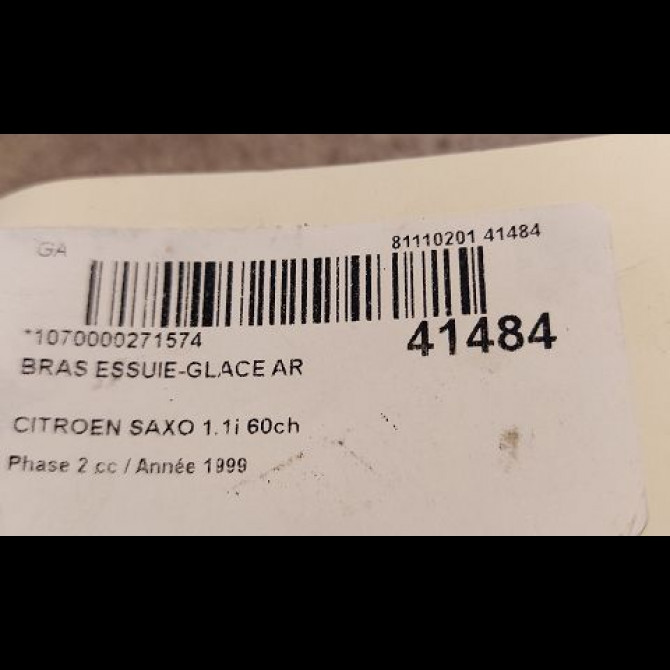 GA
81110201 41484
*1070000271574
41484
BRAS ESSUIE-GLACE AR
CITROEN SAXO 1.1i 60ch
Phase 2 cc / Année 1999